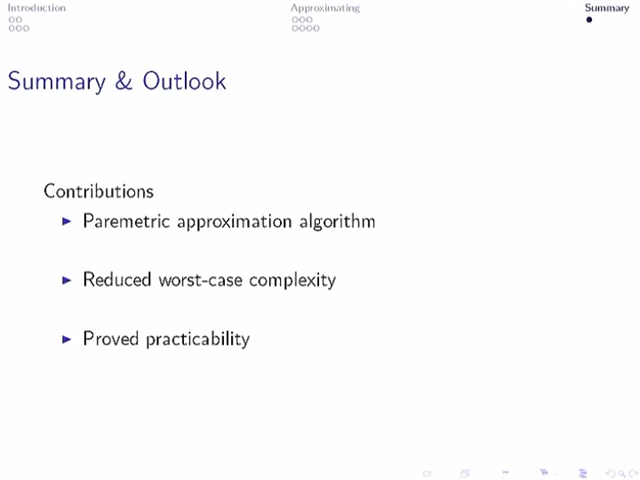 Introduction Approximating Summary
Summary & Outlook
Contributions
Paremetric approximation algorithm
Reduced worst-case complexity
Proved practicability